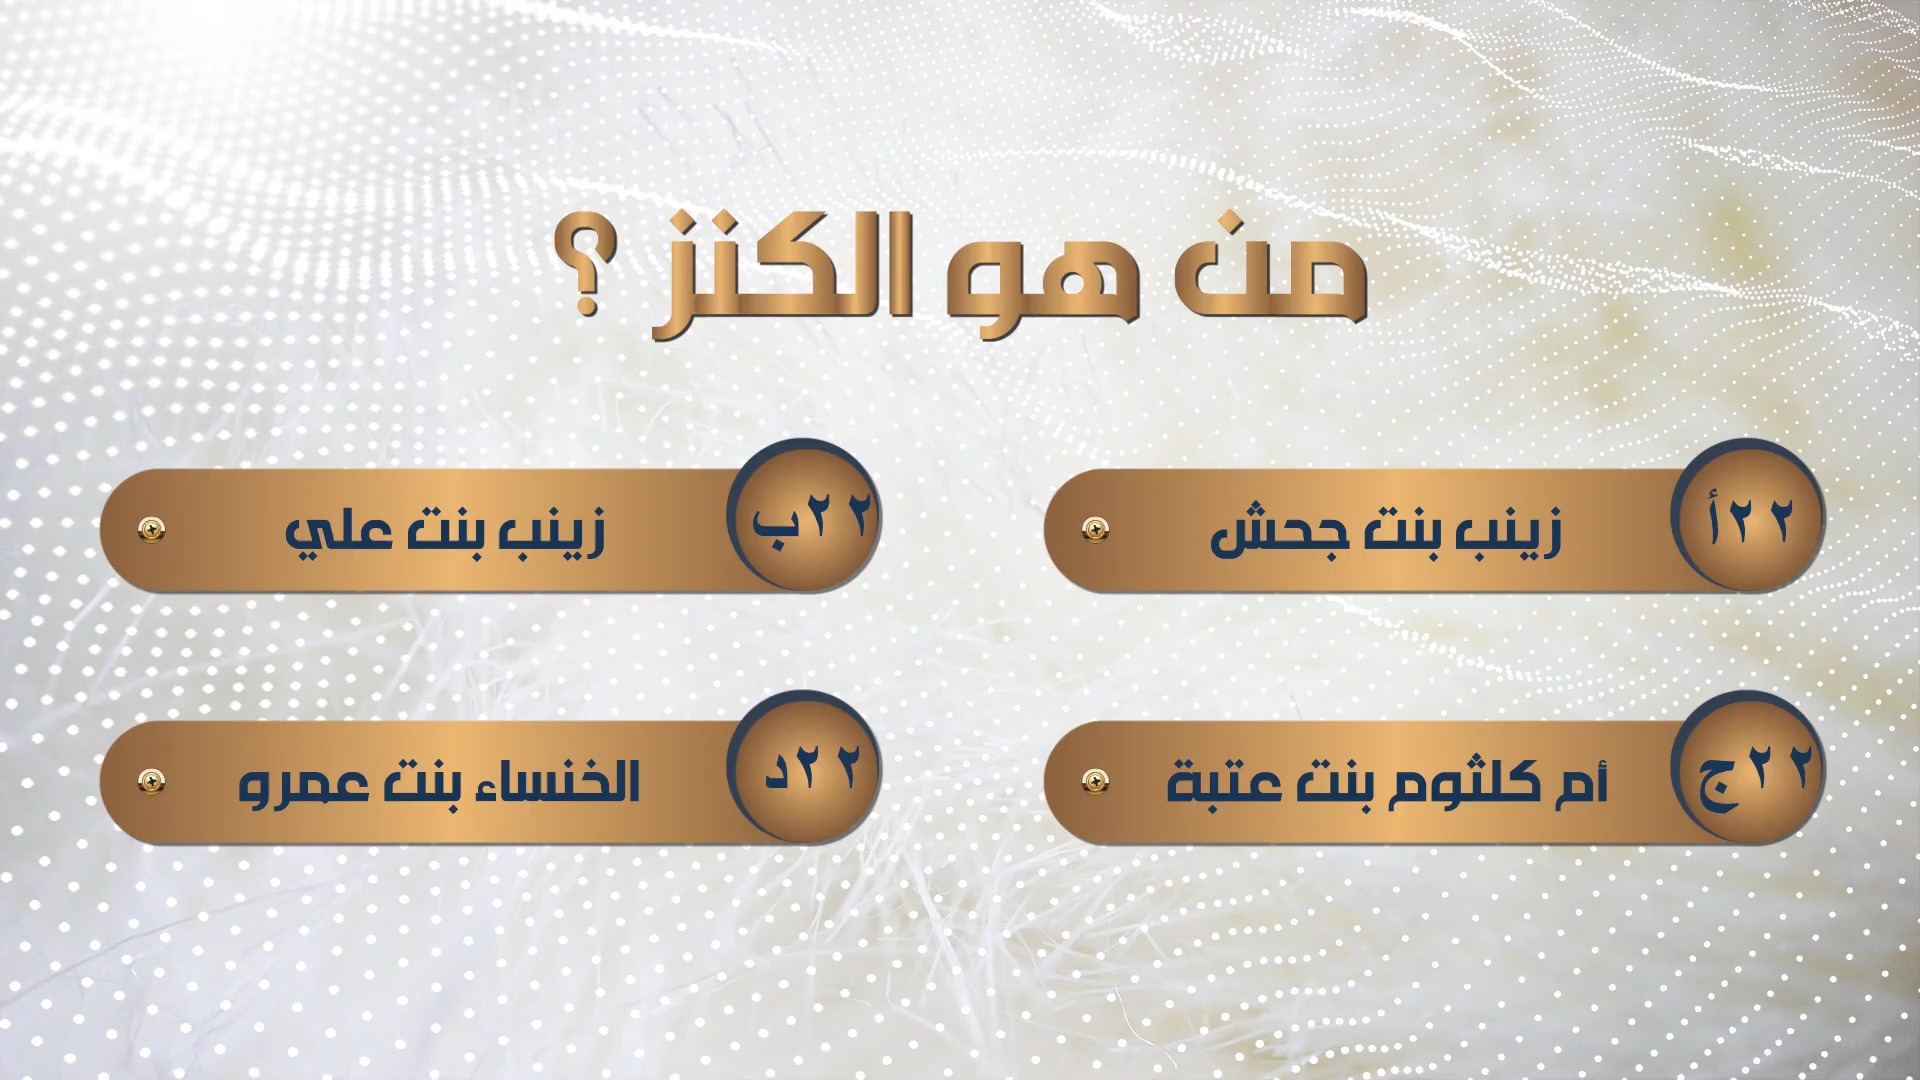 من هو الكنز ؟
٢٢أ زينب بنت جحش
٢٢ب زينب بنت علي
٢٢ج أم كلثوم بنت عتبة
٢٢د الخنساء بنت عمرو